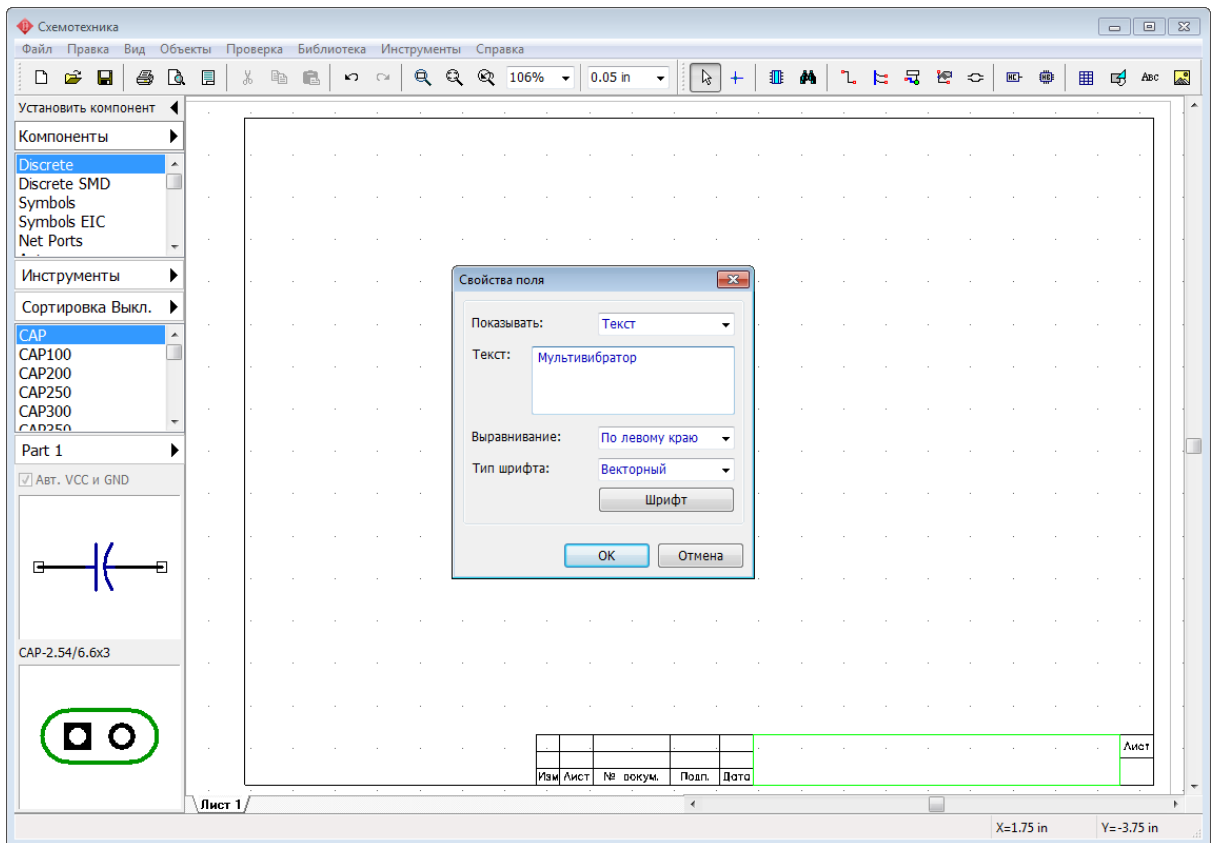 Схемотехника
Файл Правка Вид Объекты Проверка Библиотека Инструменты Справка
106% 0.05 in ABC
Установить компонент
Компоненты
Discrete
Discrete SMD
Symbols
Symbols EIC
Net Ports
Инструменты
Сортировка Выкл.
CAP
CAP100
CAP200
CAP250
CAP300
CAP350
Part 1
Авт. VCC и GND
CAP-2.54/6.6x3
Свойства поля
Показывать: Текст
Текст: Мультивибратор
Выравнивание: По левому краю
Тип шрифта: Векторный
Шрифт
OK Отмена
Лист
Изм Лист № докум. Подп. Дата
Лист 1
X=1.75 in Y=-3.75 in